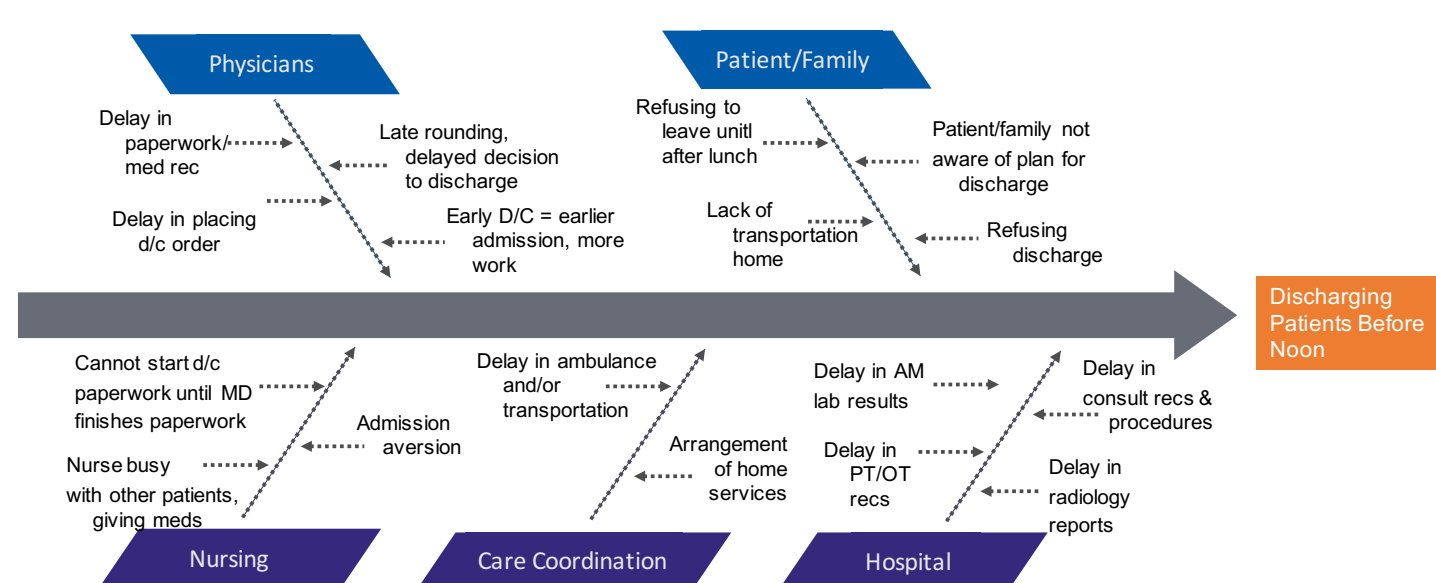 Physicians
Patient/Family
Delay in
paperwork/
med rec
Late rounding,
delayed decision
to discharge
Delay in placing
d/c order
Early D/C = earlier
admission, more
work
Refusing to
leave unitl
after lunch
Patient/family not
aware of plan for
discharge
Lack of
transportation
home
Refusing
discharge
Discharging
Patients Before
Noon
Cannot start d/c
paperwork until MD
finishes paperwork
Admission
aversion
Nurse busy
with other patients,
giving meds
Delay in ambulance
and/or
transportation
Arrangement
of home
services
Delay in AM
lab results
Delay in
consult recs &
procedures
Delay in
PT/OT
recs
Delay in
radiology
reports
Nursing
Care Coordination
Hospital